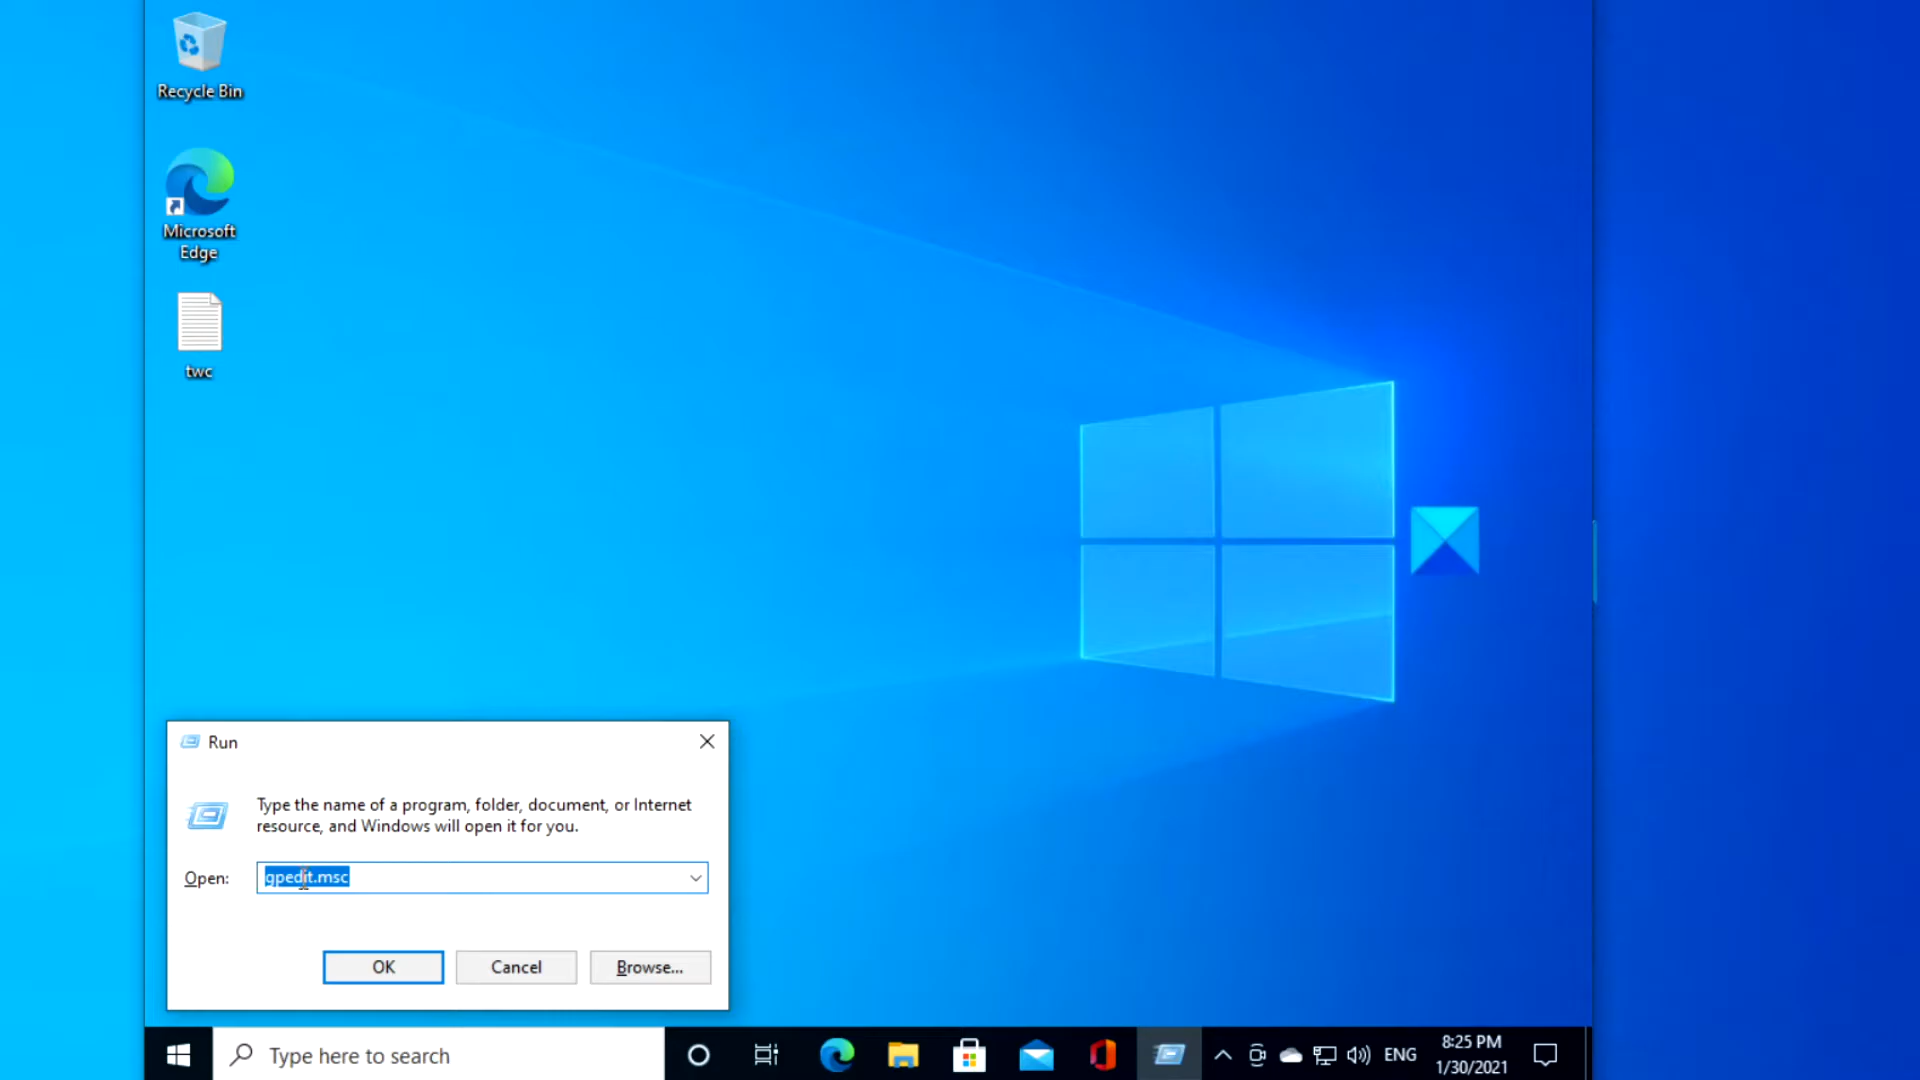 Recycle Bin
Microsoft
Edge
twc
Run
Type the name of a program, folder, document, or Internet
resource, and Windows will open it for you.
Open:
gpedit.msc
OK
Cancel
Browse...
Type here to search
ENG
8:25 PM
1/30/2021